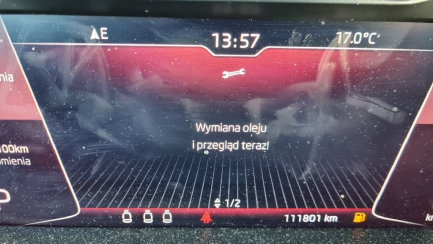 E
13:57
17.0°C
Wymiana oleju
i przegląd teraz!
1/2
111801 km